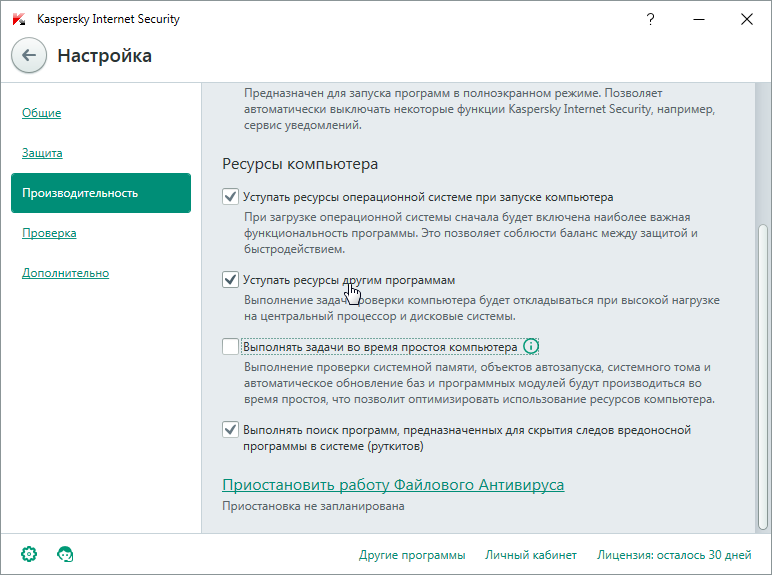 Kaspersky Internet Security
?
Настройка
Общие
Защита
Производительность
Проверка
Дополнительно
Предназначен для запуска программ в полноэкранном режиме. Позволяет
автоматически выключать некоторые функции Kaspersky Internet Security, например,
сервис уведомлений.
Ресурсы компьютера
Уступать ресурсы операционной системе при запуске компьютера
При загрузке операционной системы сначала будет включена наиболее важная
функциональность программы. Это позволяет соблюсти баланс между защитой и
быстродействием.
Уступать ресурсы другим программам
Выполнение задач проверки компьютера будет откладываться при высокой нагрузке
на центральный процессор и дисковые системы.
Выполнять задачи во время простоя компьютера
Выполнение проверки системной памяти, объектов автозапуска, системного тома и
автоматическое обновление баз и программных модулей будут производиться во
время простоя, что позволит оптимизировать использование ресурсов компьютера.
Выполнять поиск программ, предназначенных для скрытия следов вредоносной
программы в системе (руткитов)
Приостановить работу Файлового Антивируса
Приостановка не запланирована
Другие программы
Личный кабинет
Лицензия: осталось 30 дней